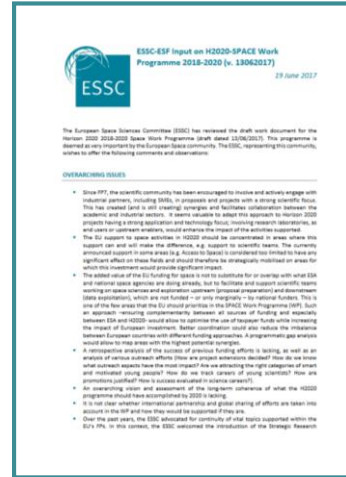 ESSC-ESF Input on H2020-SPACE Work
Programme 2018-2020 (v. 13062017)
19 June 2017
ESSC
The European Space Sciences Committee (ESSC) has reviewed the draft work document for the
Horizon 2020 2018-2020 Space Work Programme (draft dated 13/06/2017). This programme is
deemed as very important by the European Space community. The ESSC, representing this community,
wishes to offer the following comments and observations:
OVERARCHING ISSUES
• Since FP7, the scientific community has been encouraged to involve and actively engage with
industrial partners, including SMEs, in proposals and projects with a strong scientific focus.
This has created (and is still creating) synergies and facilitates collaboration between the
academic and industrial sectors. It seems valuable to adapt this approach to Horizon 2020
projects having a strong application and technology focus; involving research laboratories, as
end users or upstream enablers, would enhance the impact of the activities supported.
• The EU support to space activities in H2020 should be concentrated in areas where this
support can and will make the difference, e.g. support to scientific teams. The currently
announced support in some areas (e.g. Access to Space) is considered too limited to have any
significant effect on these fields and should therefore be strategically mobilised on areas for
which this investment would provide significant impact.
• The added value of the EU funding for space is not to substitute for or overlap with what ESA
and national space agencies are doing already, but to facilitate and support scientific teams
working on space sciences and exploration upstream (proposal preparation) and downstream
(data exploitation), which are not funded – or only marginally – by national funders. This is
one of the few areas that the EU should prioritise in the SPACE Work Programme (WP). Such
an approach –ensuring complementarity between all sources of funding and especially
between ESA and H2020- would allow to optimise the use of taxpayer funds while increasing
the impact of European investment. Better coordination could also reduce the imbalance
between European countries with different funding approaches. A programmatic gap analysis
would allow to map areas with the highest potential synergies.
• A retrospective analysis of the success of previous funding efforts is lacking, as well as an
analysis of various outreach efforts (How are project extensions decided? How do we know
what outreach aspects have the most impact? Are we attracting the right categories of smart
and motivated young people? How do we track careers of young scientists? How are
promotions justified? How is success evaluated in science careers?).
• An overarching vision and assessment of the long-term coherence of what the H2020
programme should have accomplished by 2020 is lacking.
• It is not clear whether international partnership and global sharing of efforts are taken into
account in the WP and how they would be supported if they are.
• Over the past years, the ESSC advocated for continuity of vital topics supported within the
EU's FPs. In this context, the ESSC welcomed the introduction of the Strategic Research